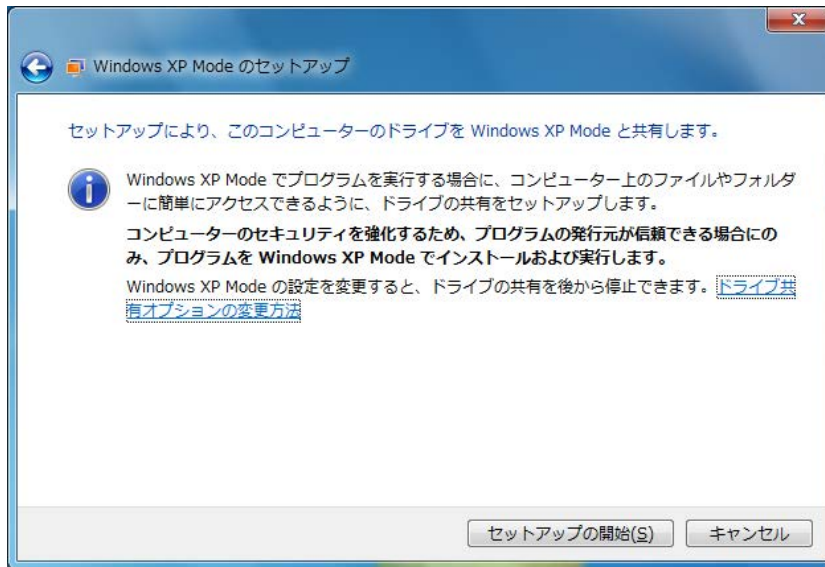 Windows XP Mode のセットアップ
セットアップにより、このコンピューターのドライブを Windows XP Mode と共有します。
Windows XP Mode でプログラムを実行する場合に、コンピューター上のファイルやフォルダ
ーに簡単にアクセスできるように、ドライブの共有をセットアップします。
コンピューターのセキュリティを強化するため、プログラムの発行元が信頼できる場合にの
み、プログラムを Windows XP Mode でインストールおよび実行します。
Windows XP Mode の設定を変更すると、ドライブの共有を後から停止できます。ドライブ共
有オプションの変更方法
セットアップの開始(S) キャンセル